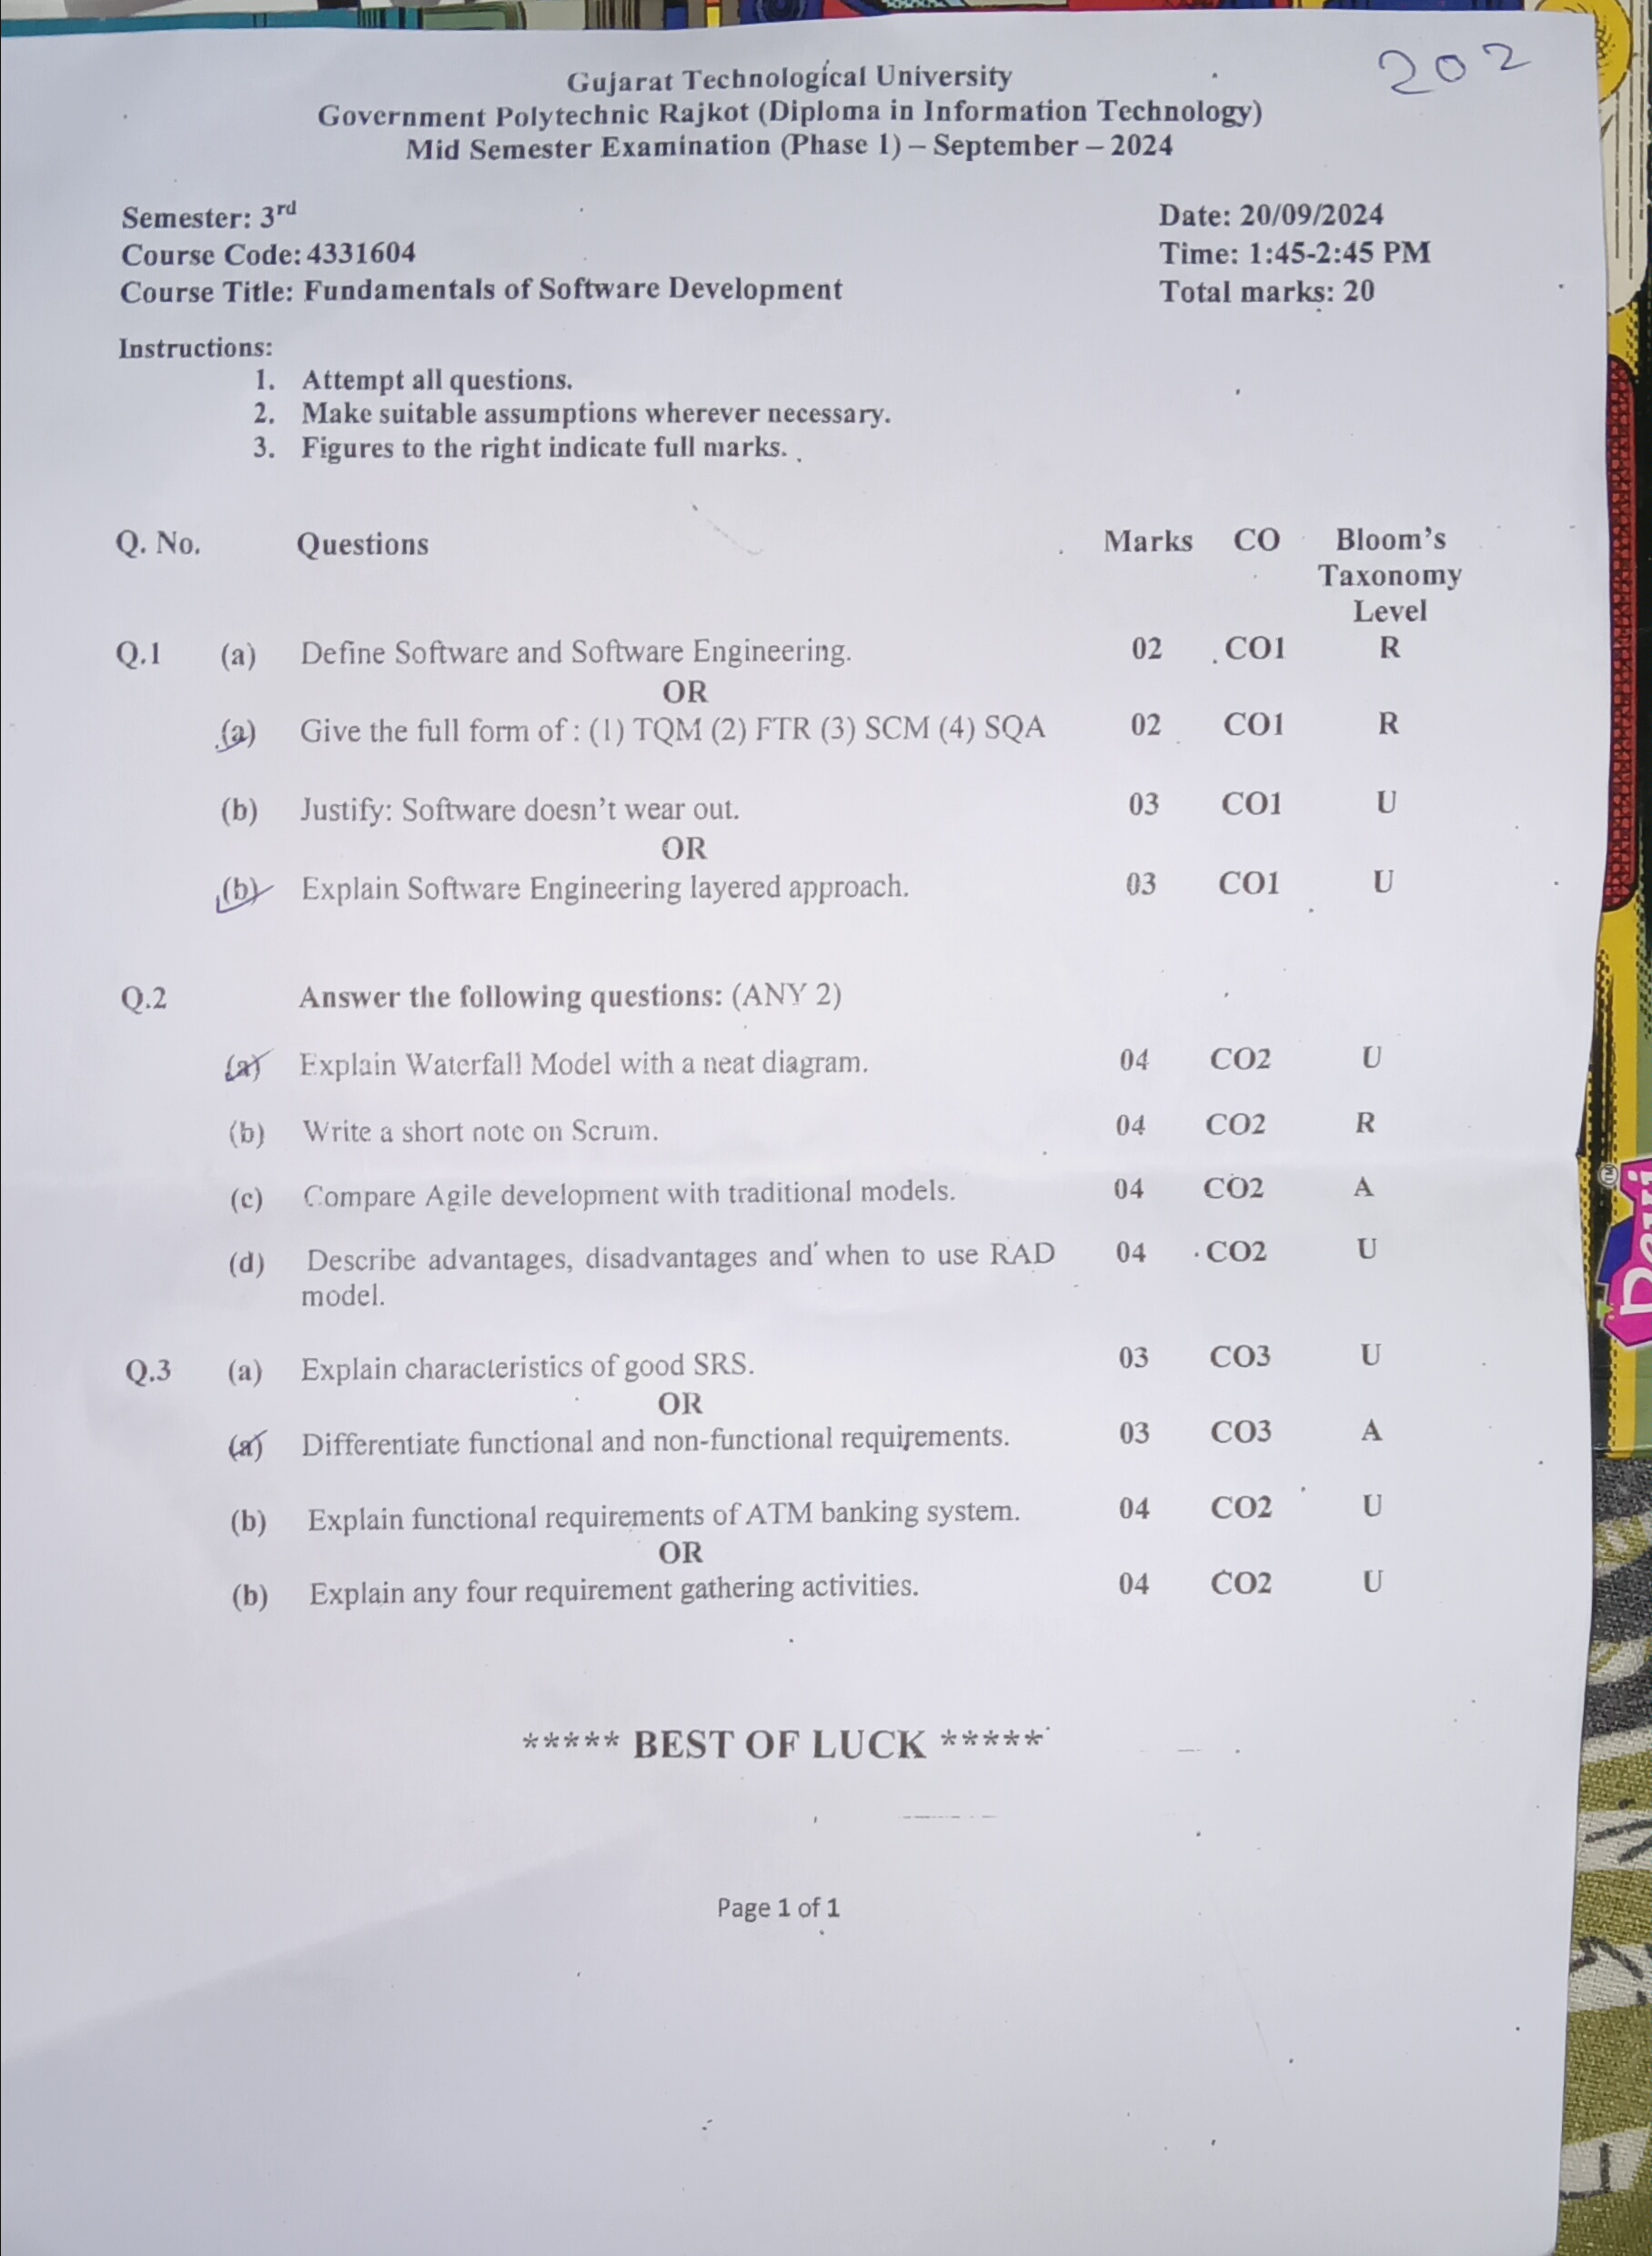 202
Gujarat Technological University
Government Polytechnic Rajkot (Diploma in Information Technology)
Mid Semester Examination (Phase 1) – September – 2024
Semester: 3rd
Date: 20/09/2024
Course Code: 4331604
Time: 1:45-2:45 PM
Course Title: Fundamentals of Software Development
Total marks: 20
Instructions:
1. Attempt all questions.
2. Make suitable assumptions wherever necessary.
3. Figures to the right indicate full marks.
Q. No. Questions Marks CO Bloom's
Taxonomy
Level
Q.1 (a) Define Software and Software Engineering. 02 CO1 R
OR
(a) Give the full form of : (1) TQM (2) FTR (3) SCM (4) SQA 02 CO1 R
(b) Justify: Software doesn't wear out. 03 CO1 U
OR
(b) Explain Software Engineering layered approach. 03 CO1 U
Q.2 Answer the following questions: (ANY 2)
(a) Explain Waterfall Model with a neat diagram. 04 CO2 U
(b) Write a short note on Scrum. 04 CO2 R
(c) Compare Agile development with traditional models. 04 CO2 A
(d) Describe advantages, disadvantages and when to use RAD 04 CO2 U
model.
Q.3 (a) Explain characteristics of good SRS. 03 CO3 U
OR
(a) Differentiate functional and non-functional requirements. 03 CO3 A
(b) Explain functional requirements of ATM banking system. 04 CO2 U
OR
(b) Explain any four requirement gathering activities. 04 CO2 U
***** BEST OF LUCK *****
Page 1 of 1